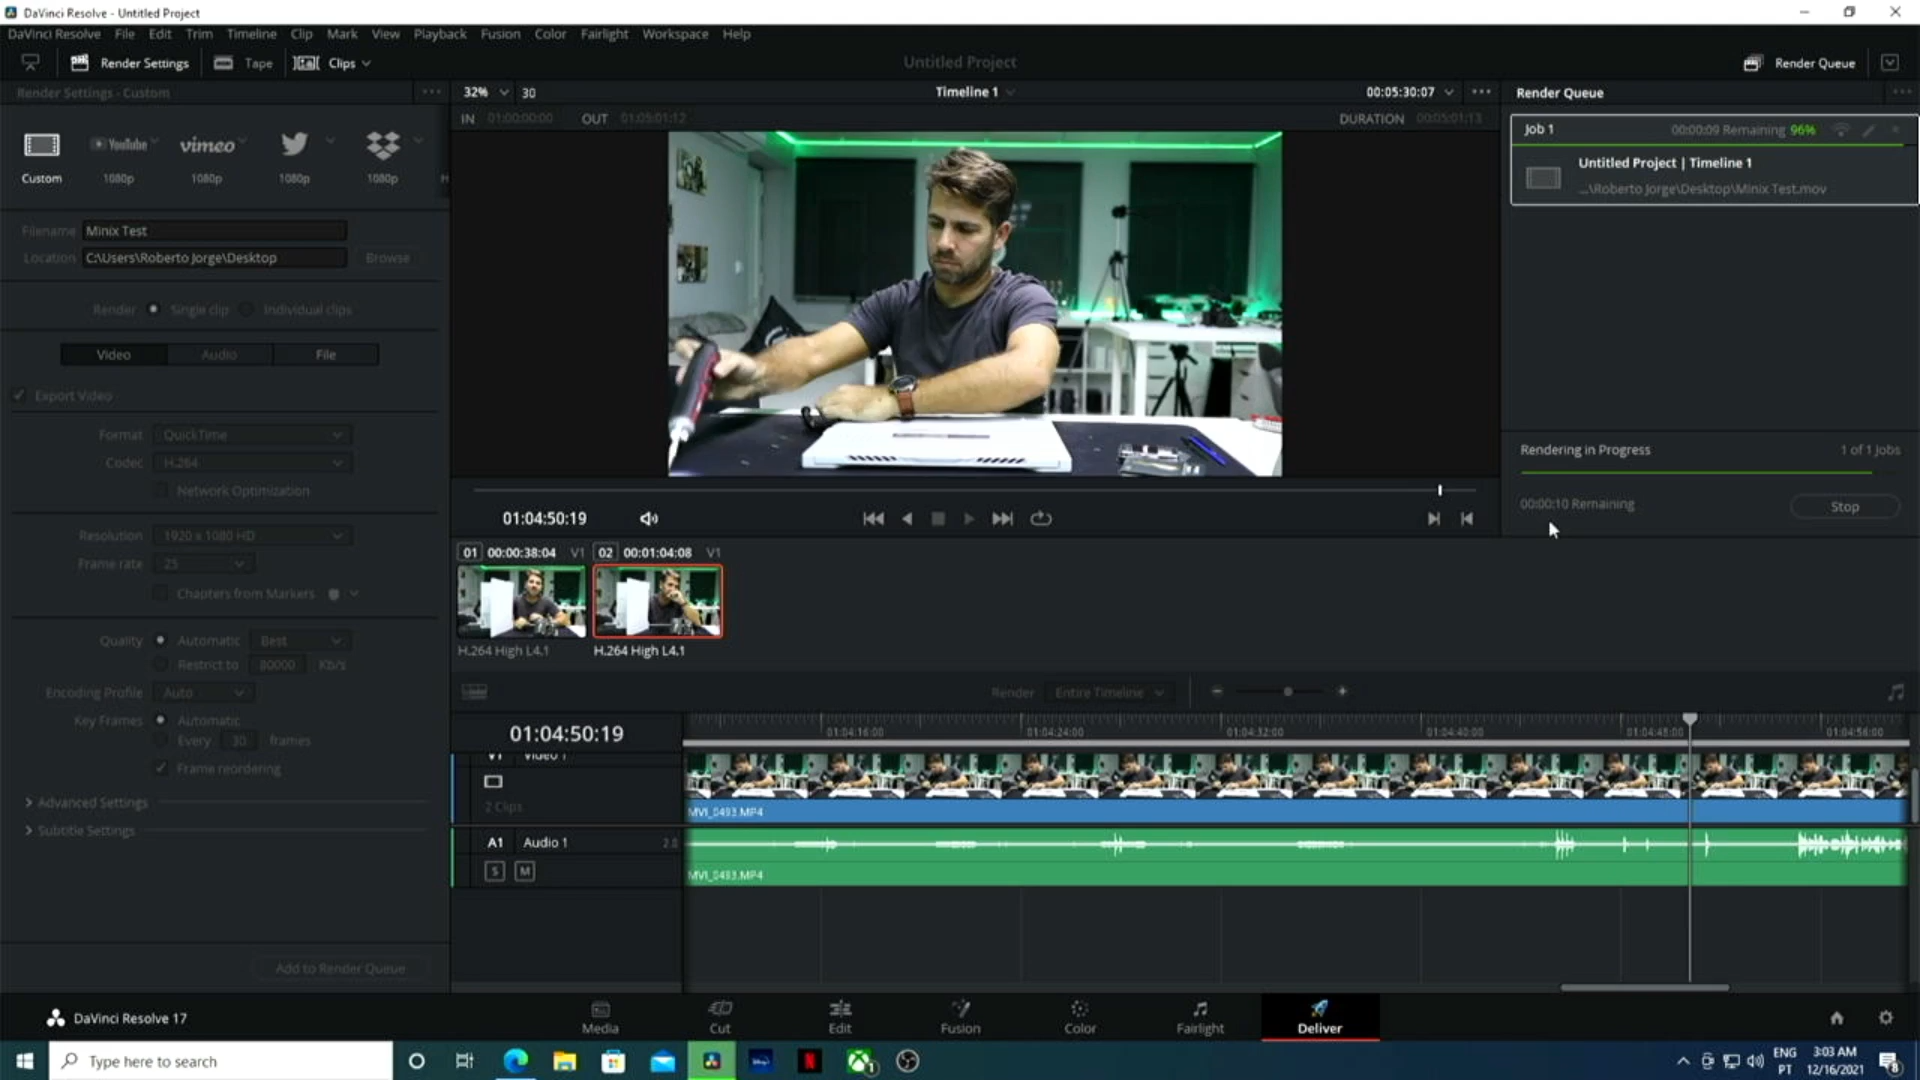 DaVinci Resolve - Untitled Project
DaVinci Resolve File Edit Trim Timeline Clip Mark View Playback Fusion Color Fairlight Workspace Help
Render Settings Tape Clips Untitled Project Render Queue
Render Settings - Custom
32% 30 Timeline 1 00:05:30:07
Render Queue
IN 01:00:00:00 OUT 01:05:01:12 DURATION 00:05:01:13
Job 1 00:00:09 Remaining 96%
Untitled Project | Timeline 1
...\Roberto Jorge\Desktop\Minix Test.mov
YouTube vimeo
Custom 1080p 1080p 1080p 1080p H
Filename Minix Test
Location C:\Users\Roberto Jorge\Desktop Browse
Render Single clip Individual clips
Video Audio File
Export Video
Format QuickTime
Codec H.264
Network Optimization
Resolution 1920 x 1080 HD
Frame rate 25
Chapters from Markers
Quality Automatic Best
Restrict to 80000 Kb/s
Encoding Profile Auto
Key Frames Automatic
Every 30 frames
Frame reordering
Advanced Settings
Subtitle Settings
Add to Render Queue
Rendering in Progress 1 of 1 Jobs
00:00:10 Remaining Stop
01:04:50:19
01 00:00:38:04 V1 02 00:01:04:08 V1
H.264 High L4.1 H.264 High L4.1
Render Entire Timeline
01:04:50:19
01:04:16:00 01:04:24:00 01:04:32:00 01:04:40:00 01:04:48:00 01:04:56:00
V1 Video 1
2 Clips
MVI_0493.MP4
A1 Audio 1 2.0
S M
MVI_0493.MP4
DaVinci Resolve 17
Media Cut Edit Fusion Color Fairlight Deliver
Type here to search
ENG 3:03 AM
PT 12/16/2021
8